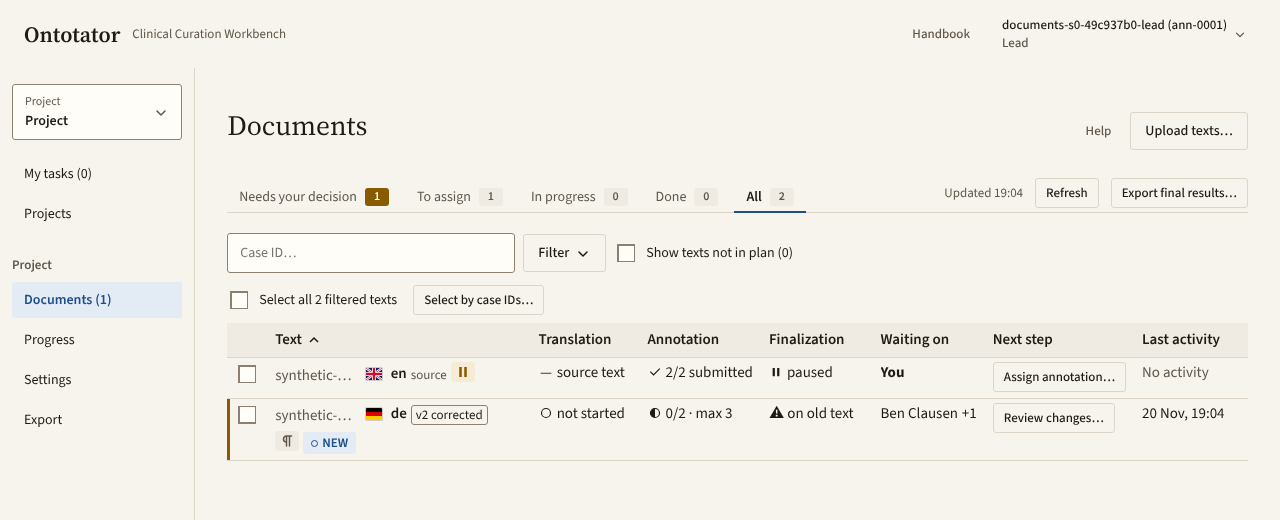 Ontotator Clinical Curation Workbench Handbook documents-s0-49c937b0-lead (ann-0001)
Lead
Project
Project
My tasks (0)
Projects
Project
Documents (1)
Progress
Settings
Export
Documents
Help Upload texts…
Needs your decision 1 To assign 1 In progress 0 Done 0 All 2 Updated 19:04 Refresh Export final results…
Case ID… Filter Show texts not in plan (0)
Select all 2 filtered texts Select by case IDs…
Text Translation Annotation Finalization Waiting on Next step Last activity
synthetic-… en source — source text 2/2 submitted paused You Assign annotation… No activity
synthetic-… de v2 corrected not started 0/2 · max 3 on old text Ben Clausen +1 Review changes… 20 Nov, 19:04
¶ NEW